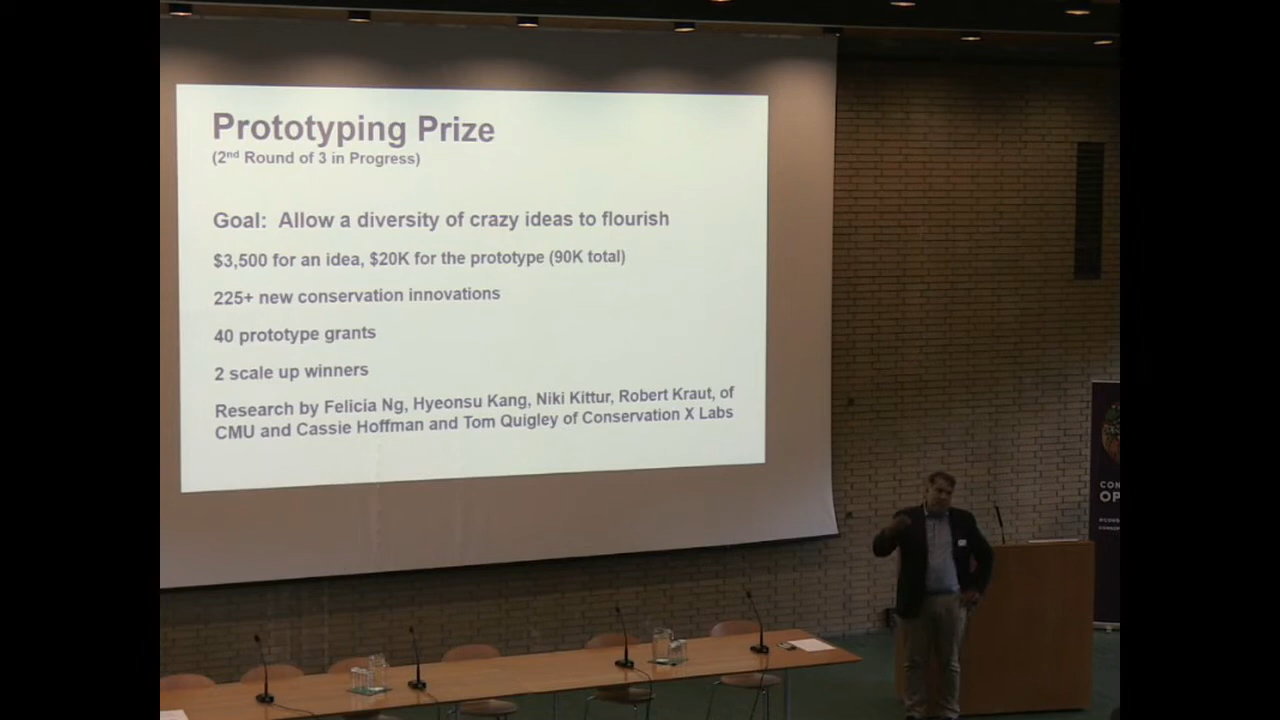 Prototyping Prize
(2nd Round of 3 in Progress)
Goal: Allow a diversity of crazy ideas to flourish
$3,500 for an idea, $20K for the prototype (90K total)
225+ new conservation innovations
40 prototype grants
2 scale up winners
Research by Felicia Ng, Hyeonsu Kang, Niki Kittur, Robert Kraut, of
CMU and Cassie Hoffman and Tom Quigley of Conservation X Labs
CON
OP